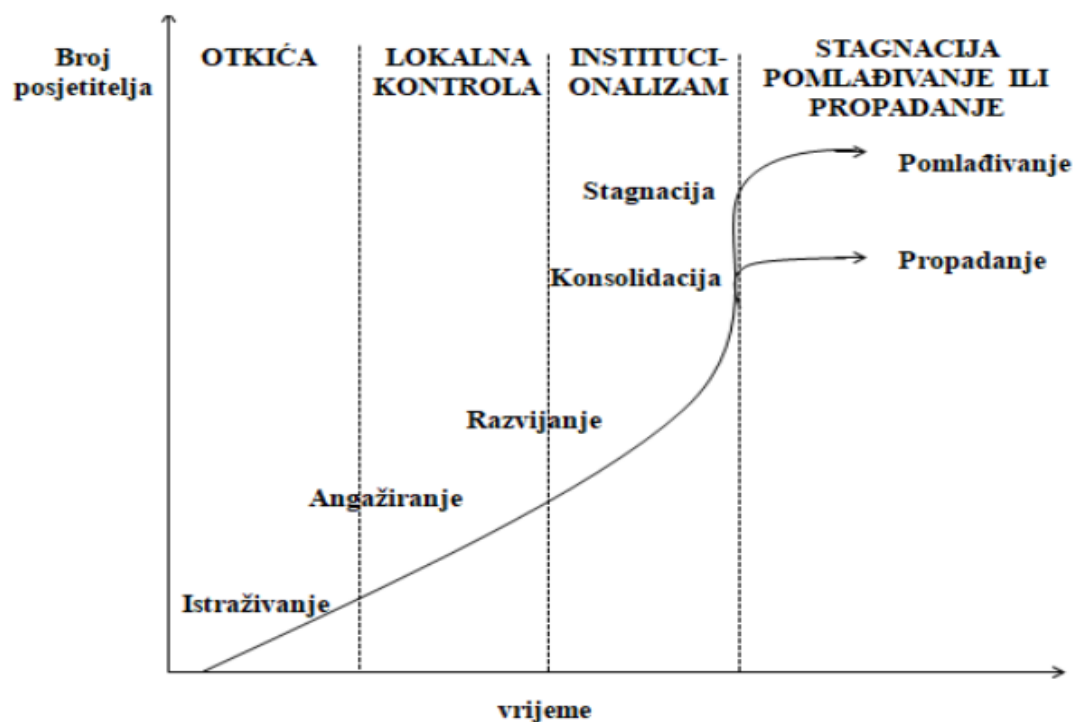 Broj
posjetitelja
OTKIĆA
LOKALNA
KONTROLA
INSTITUCI-
ONALIZAM
STAGNACIJA
POMLAĐIVANJE ILI
PROPADANJE
Pomlađivanje
Stagnacija
Propadanje
Konsolidacija
Razvijanje
Angažiranje
Istraživanje
vrijeme